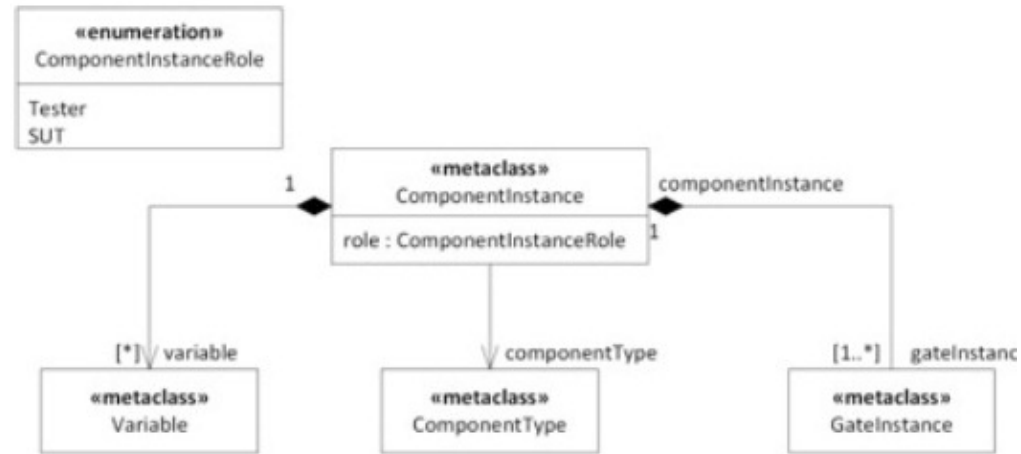 «enumeration»
ComponentInstanceRole
Tester
SUT
«metaclass»
ComponentInstance
role : ComponentInstanceRole
1
componentInstance
1
[*]
variable
componentType
[1..*]
gateInstanc
«metaclass»
Variable
«metaclass»
ComponentType
«metaclass»
GateInstance